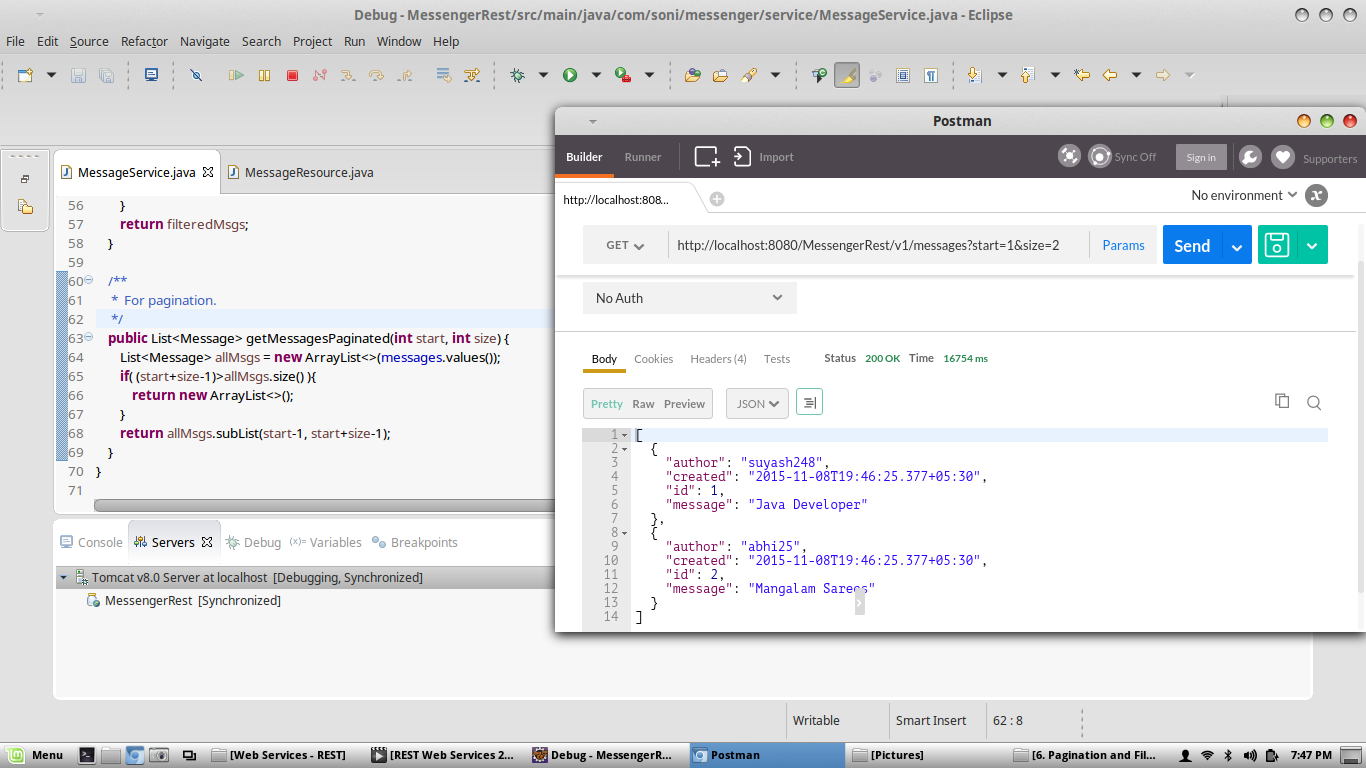 Debug - MessengerRest/src/main/java/com/soni/messenger/service/MessageService.java - Eclipse
File Edit Source Refactor Navigate Search Project Run Window Help
MessageService.java MessageResource.java
56 }
57 return filteredMsgs;
58 }
59
60 /**
61 * For pagination.
62 */
63 public List<Message> getMessagesPaginated(int start, int size) {
64 List<Message> allMsgs = new ArrayList<>(messages.values());
65 if( (start+size-1)>allMsgs.size() ){
66 return new ArrayList<>();
67 }
68 return allMsgs.subList(start-1, start+size-1);
69 }
70 }
71
Console Servers Debug (x)= Variables Breakpoints
Tomcat v8.0 Server at localhost [Debugging, Synchronized]
MessengerRest [Synchronized]
Postman
Builder Runner Import Sync Off Sign in Supporters
http://localhost:808... No environment
GET http://localhost:8080/MessengerRest/v1/messages?start=1&size=2 Params Send
No Auth
Body Cookies Headers (4) Tests Status 200 OK Time 16754 ms
Pretty Raw Preview JSON
1 [
2 {
3 "author": "suyash248",
4 "created": "2015-11-08T19:46:25.377+05:30",
5 "id": 1,
6 "message": "Java Developer"
7 },
8 {
9 "author": "abhi25",
10 "created": "2015-11-08T19:46:25.377+05:30",
11 "id": 2,
12 "message": "Mangalam Sarees"
13 }
14 ]
Writable Smart Insert 62 : 8
Menu [Web Services - REST] [REST Web Services 2... Debug - MessengerR... Postman [Pictures] [6. Pagination and Fil... 7:47 PM